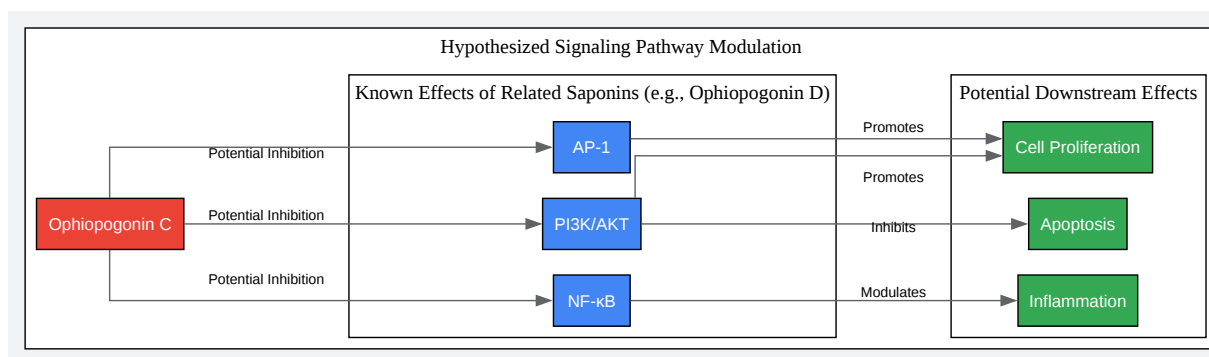 Hypothesized Signaling Pathway Modulation
Known Effects of Related Saponins (e.g., Ophiopogonin D)
Potential Downstream Effects
Potential Inhibition
AP-1
Promotes
Cell Proliferation
Promotes
Ophiopogonin C
Potential Inhibition
PI3K/AKT
Inhibits
Apoptosis
Potential Inhibition
NF-κB
Modulates
Inflammation